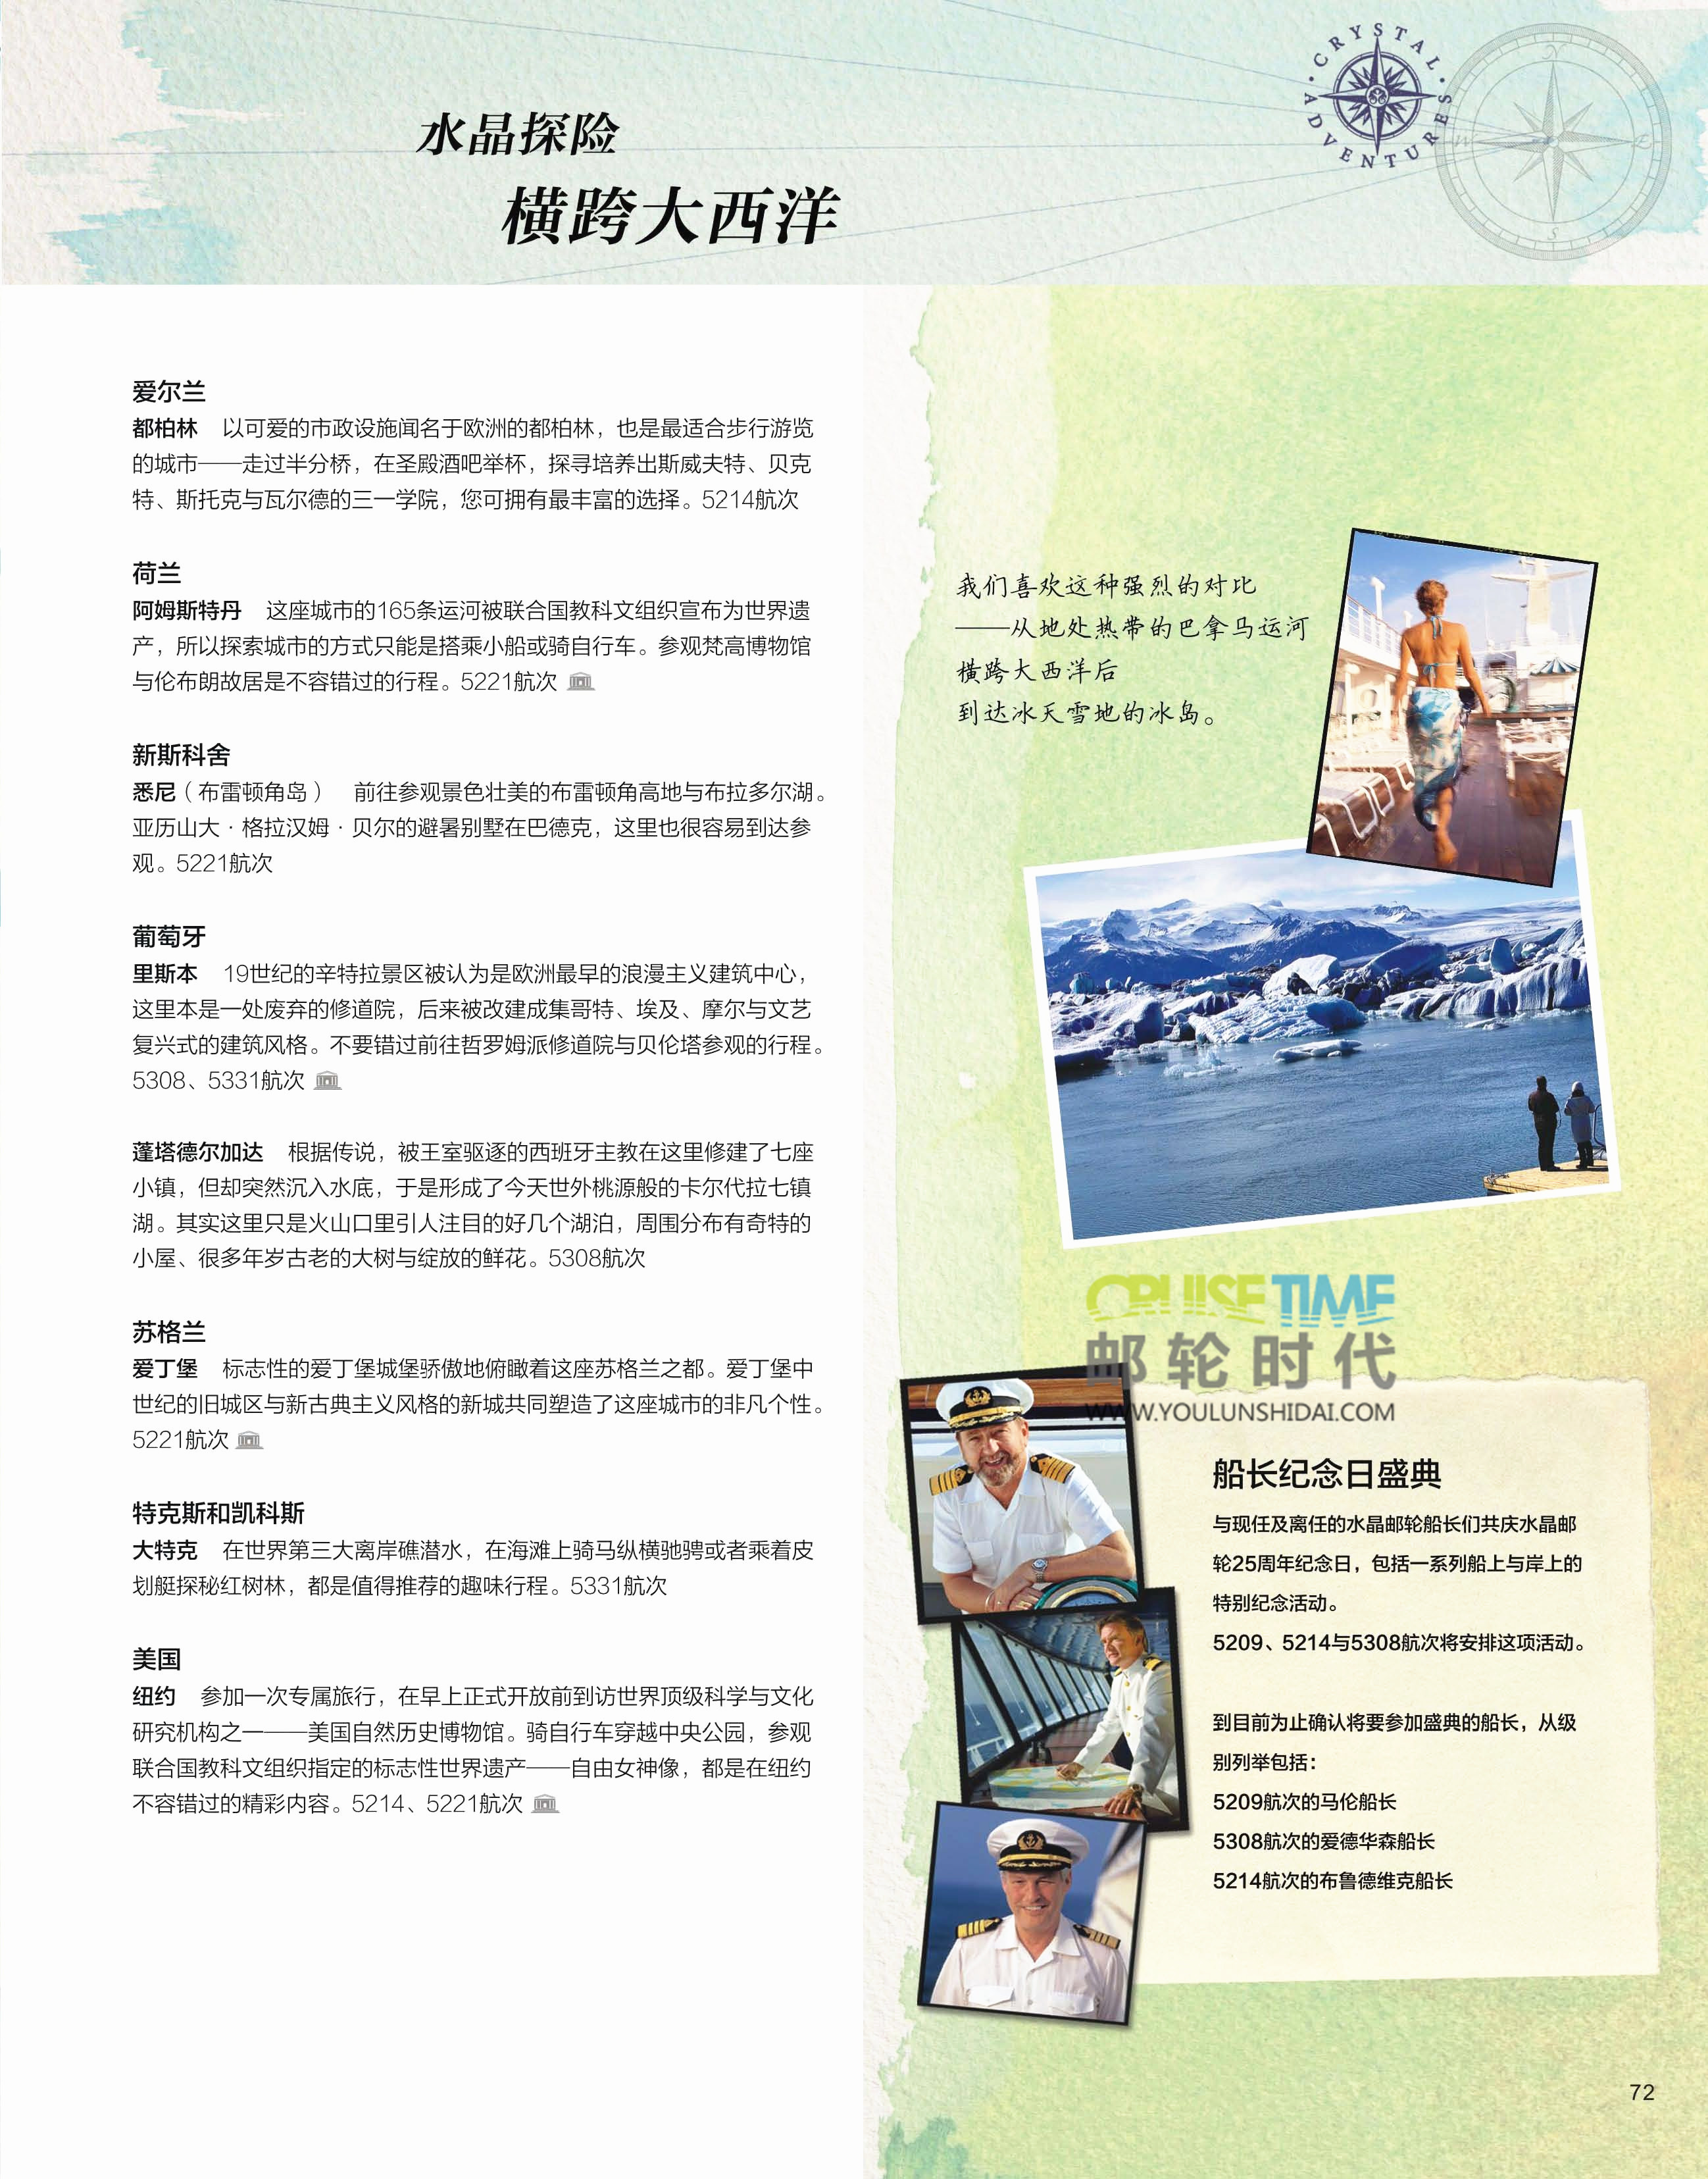 水晶探险
横跨大西洋
CRYSTAL ADVENTURES
N
W
E
S
爱尔兰
都柏林 以可爱的市政设施闻名于欧洲的都柏林，也是最适合步行游览
的城市——走过半分桥，在圣殿酒吧举杯，探寻培养出斯威夫特、贝克
特、斯托克与瓦尔德的三一学院，您可拥有最丰富的选择。5214航次
荷兰
阿姆斯特丹 这座城市的165条运河被联合国教科文组织宣布为世界遗
产，所以探索城市的方式只能是搭乘小船或骑自行车。参观梵高博物馆
与伦布朗故居是不容错过的行程。5221航次
新斯科舍
悉尼（布雷顿角岛） 前往参观景色壮美的布雷顿角高地与布拉多尔湖。
亚历山大·格拉汉姆·贝尔的避暑别墅在巴德克，这里也很容易到达参
观。5221航次
葡萄牙
里斯本 19世纪的辛特拉景区被认为是欧洲最早的浪漫主义建筑中心，
这里本是一处废弃的修道院，后来被改建成集哥特、埃及、摩尔与文艺
复兴式的建筑风格。不要错过前往哲罗姆派修道院与贝伦塔参观的行程。
5308、5331航次
蓬塔德尔加达 根据传说，被王室驱逐的西班牙主教在这里修建了七座
小镇，但却突然沉入水底，于是形成了今天世外桃源般的卡尔代拉七镇
湖。其实这里只是火山口里引人注目的好几个湖泊，周围分布有奇特的
小屋、很多年岁古老的大树与绽放的鲜花。5308航次
苏格兰
爱丁堡 标志性的爱丁堡城堡骄傲地俯瞰着这座苏格兰之都。爱丁堡中
世纪的旧城区与新古典主义风格的新城共同塑造了这座城市的非凡个性。
5221航次
特克斯和凯科斯
大特克 在世界第三大离岸礁潜水，在海滩上骑马纵横驰骋或者乘着皮
划艇探秘红树林，都是值得推荐的趣味行程。5331航次
美国
纽约 参加一次专属旅行，在早上正式开放前到访世界顶级科学与文化
研究机构之一——美国自然历史博物馆。骑自行车穿越中央公园，参观
联合国教科文组织指定的标志性世界遗产——自由女神像，都是在纽约
不容错过的精彩内容。5214、5221航次
我们喜欢这种强烈的对比
——从地处热带的巴拿马运河
横跨大西洋后
到达冰天雪地的冰岛。
CRUISETIME
邮轮时代
WWW.YOULUNSHIDAI.COM
船长纪念日盛典
与现任及离任的水晶邮轮船长们共庆水晶邮
轮25周年纪念日，包括一系列船上与岸上的
特别纪念活动。
5209、5214与5308航次将安排这项活动。
到目前为止确认将要参加盛典的船长，从级
别列举包括：
5209航次的马伦船长
5308航次的爱德华森船长
5214航次的布鲁德维克船长
72